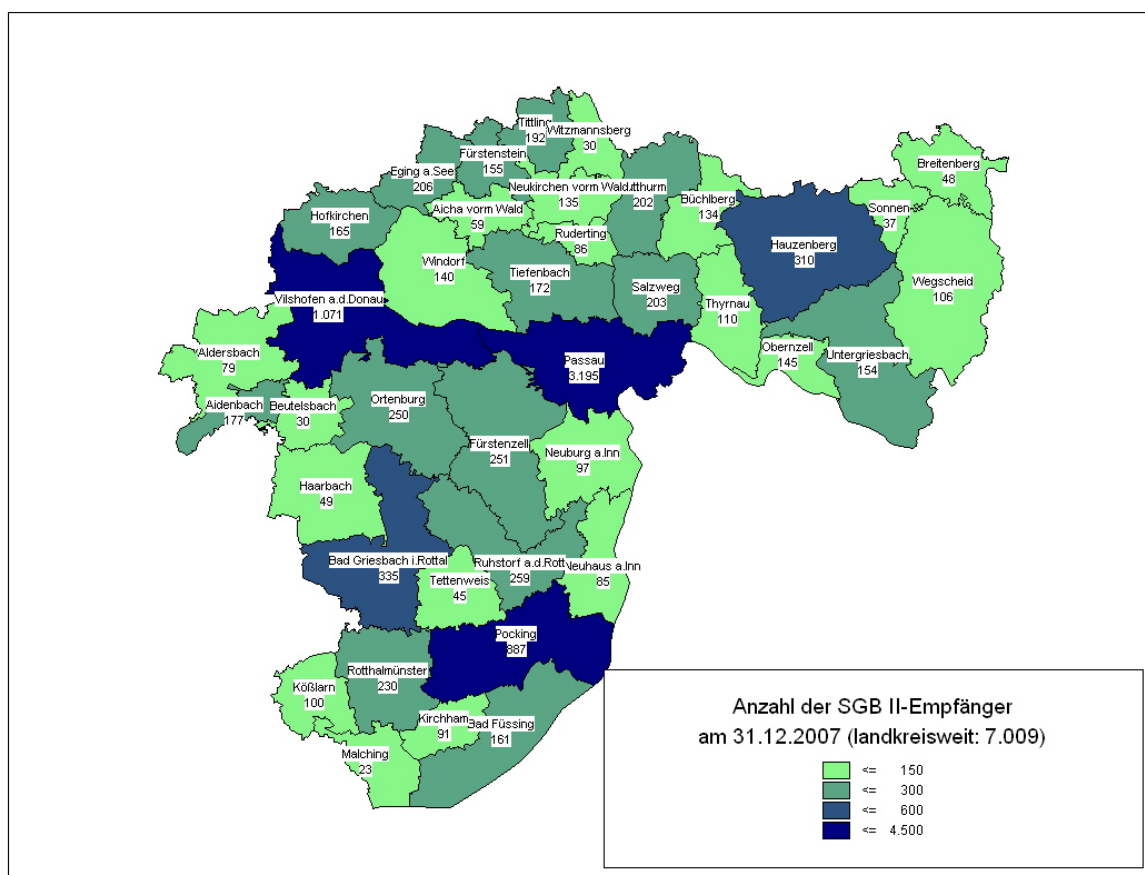 Tittling
192
Witzmannsberg
30
Fürstenstein
155
Eging a.See
206
Neukirchen vorm Wald
135
utthurm
202
Breitenberg
48
Hofkirchen
165
Aicha vorm Wald
59
Büchlberg
134
Sonnen
37
Ruderting
86
Hauzenberg
310
Windorf
140
Tiefenbach
172
Salzweg
203
Wegscheid
106
Vilshofen a.d.Donau
1.071
Thyrnau
110
Aldersbach
79
Passau
3.195
Obernzell
145
Untergriesbach
154
Aidenbach
177
Beutelsbach
30
Ortenburg
250
Fürstenzell
251
Neuburg a.Inn
97
Haarbach
49
Bad Griesbach i.Rottal
335
Tettenweis
45
Ruhstorf a.d.Rott
259
Neuhaus a.Inn
85
Pocking
887
Rotthalmünster
230
Kößlarn
100
Kirchham
91
Bad Füssing
161
Malching
23
Anzahl der SGB II-Empfänger
am 31.12.2007 (landkreisweit: 7.009)
<= 150
<= 300
<= 600
<= 4.500